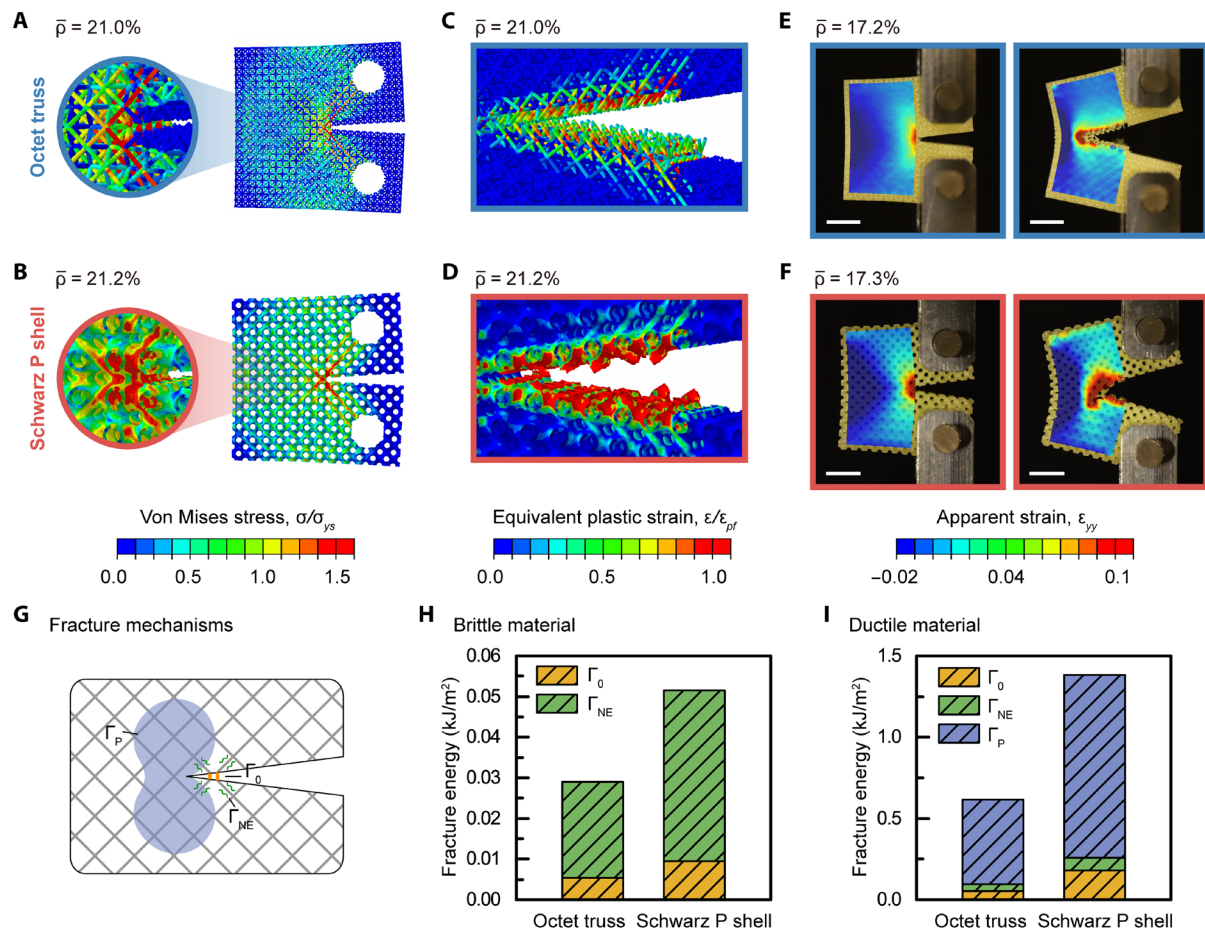 A
ρ̅ = 21.0%
C
ρ̅ = 21.0%
E
ρ̅ = 17.2%
Octet truss
B
ρ̅ = 21.2%
D
ρ̅ = 21.2%
F
ρ̅ = 17.3%
Schwarz P shell
Von Mises stress, σ/σys
0.0 0.5 1.0 1.5
Equivalent plastic strain, ε/εpf
0.0 0.5 1.0
Apparent strain, εyy
−0.02 0.04 0.1
G Fracture mechanisms
ΓP
Γ0
ΓNE
H Brittle material
Fracture energy (kJ/m²)
0.06
0.05
0.04
0.03
0.02
0.01
0.00
Γ0
ΓNE
Octet truss Schwarz P shell
I Ductile material
Fracture energy (kJ/m²)
1.5
1.0
0.5
0.0
Γ0
ΓNE
ΓP
Octet truss Schwarz P shell